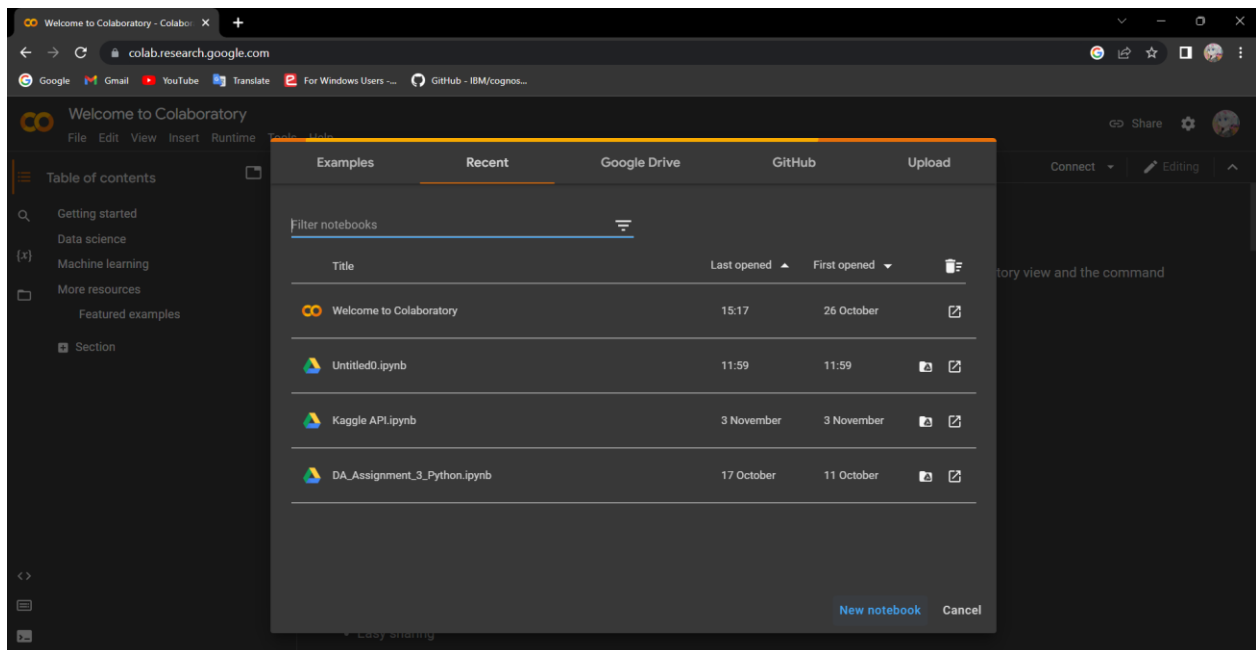 Welcome to Colaboratory - Colabor
colab.research.google.com
Google Gmail YouTube Translate For Windows Users -... GitHub - IBM/cognos...
Welcome to Colaboratory
File Edit View Insert Runtime Tools Help
Share
Examples Recent Google Drive GitHub Upload
Connect Editing
Table of contents
Getting started
Data science
Machine learning
More resources
Featured examples
Section
Filter notebooks
Title Last opened First opened
tory view and the command
Welcome to Colaboratory 15:17 26 October
Untitled0.ipynb 11:59 11:59
Kaggle API.ipynb 3 November 3 November
DA_Assignment_3_Python.ipynb 17 October 11 October
New notebook Cancel
Easy sharing